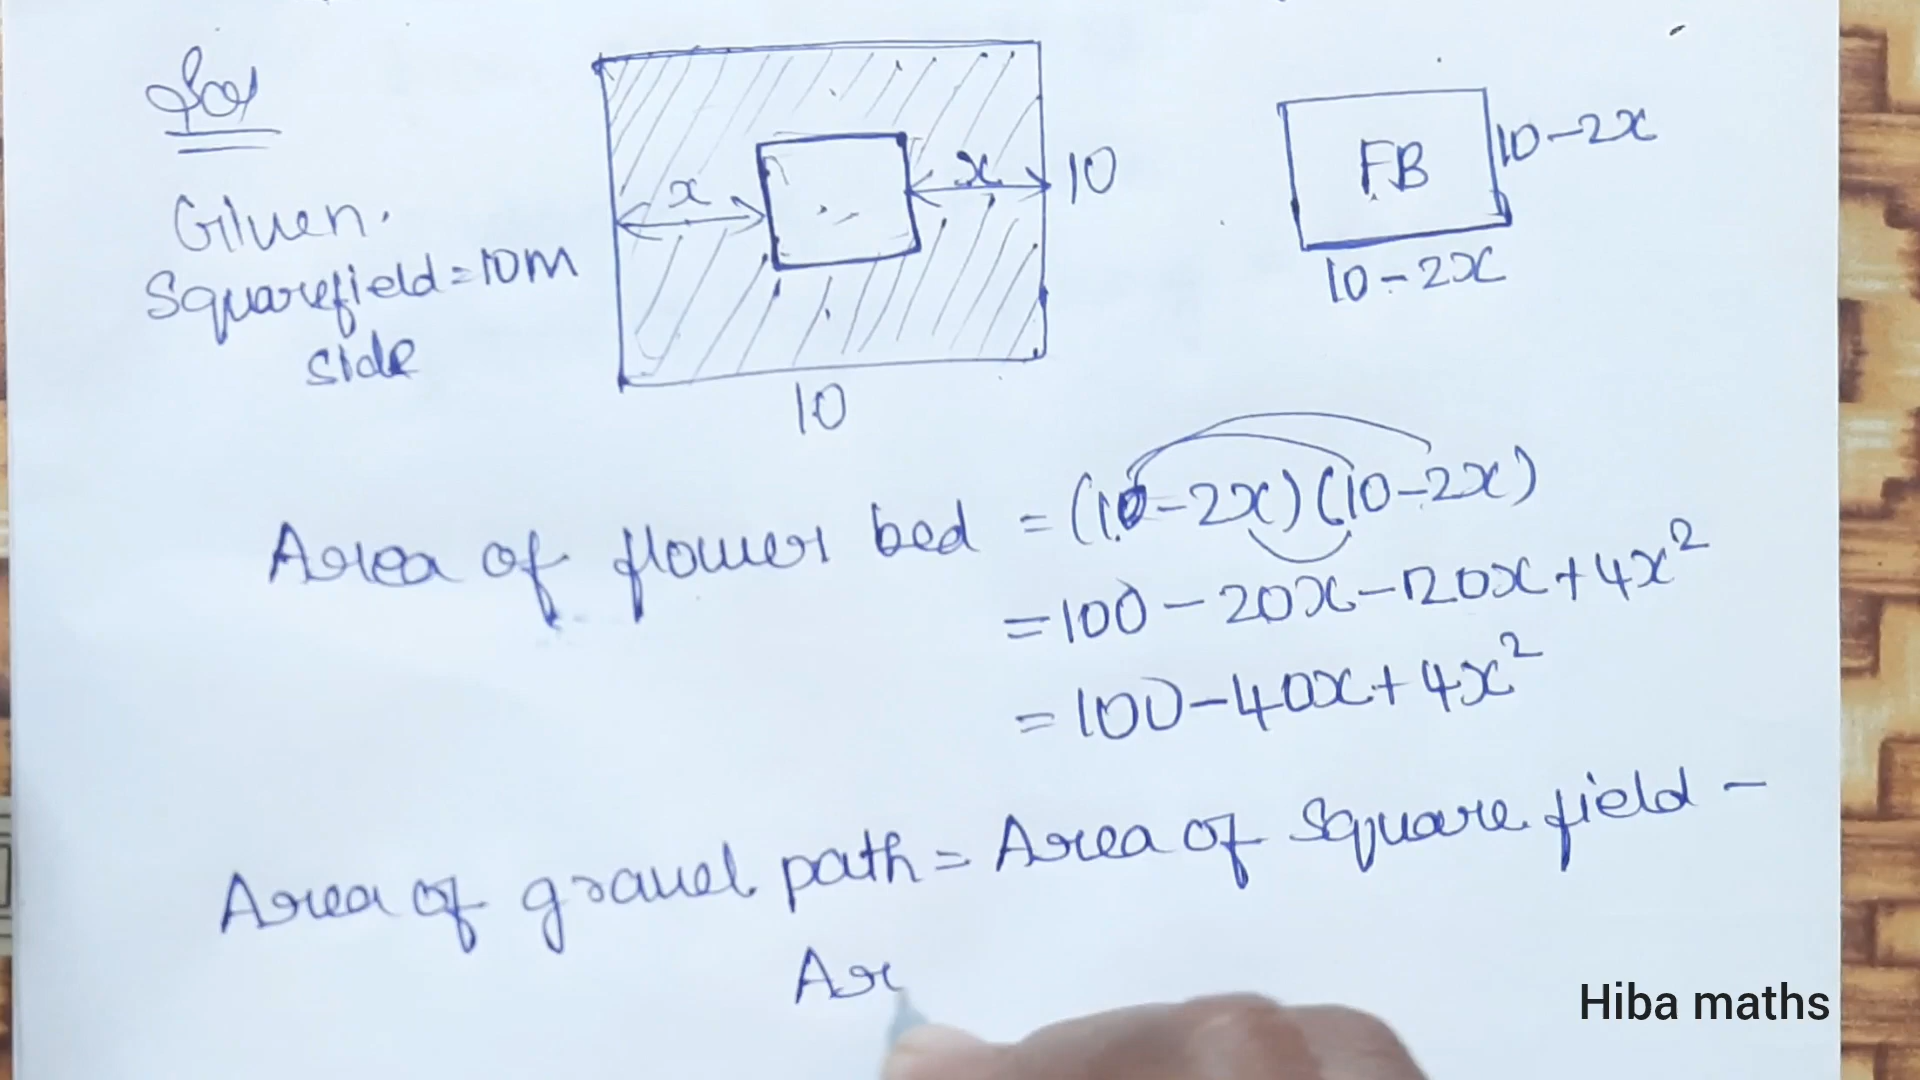 Sol
Given.
Squarefield = 10m
side
x
x
10
10
FB
10-2x
10-2x
Area of flower bed = (10-2x)(10-2x)
= 100 - 20x - 20x + 4x²
= 100 - 40x + 4x²
Area of gravel path = Area of Square field -
Ar
Hiba maths